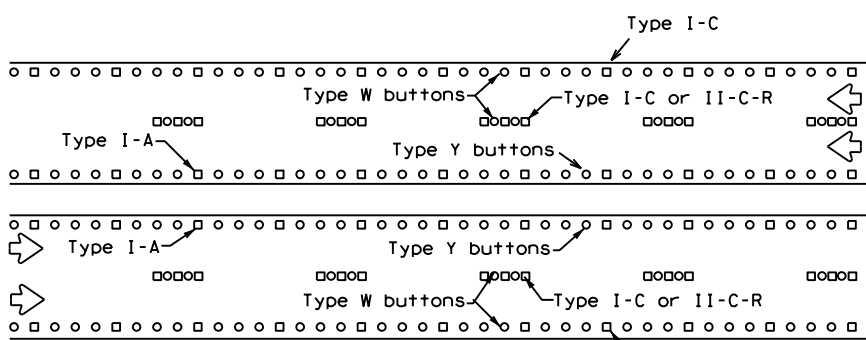 Type I-C
Type W buttons
Type I-C or II-C-R
Type I-A
Type Y buttons
Type I-A
Type Y buttons
Type W buttons
Type I-C or II-C-R